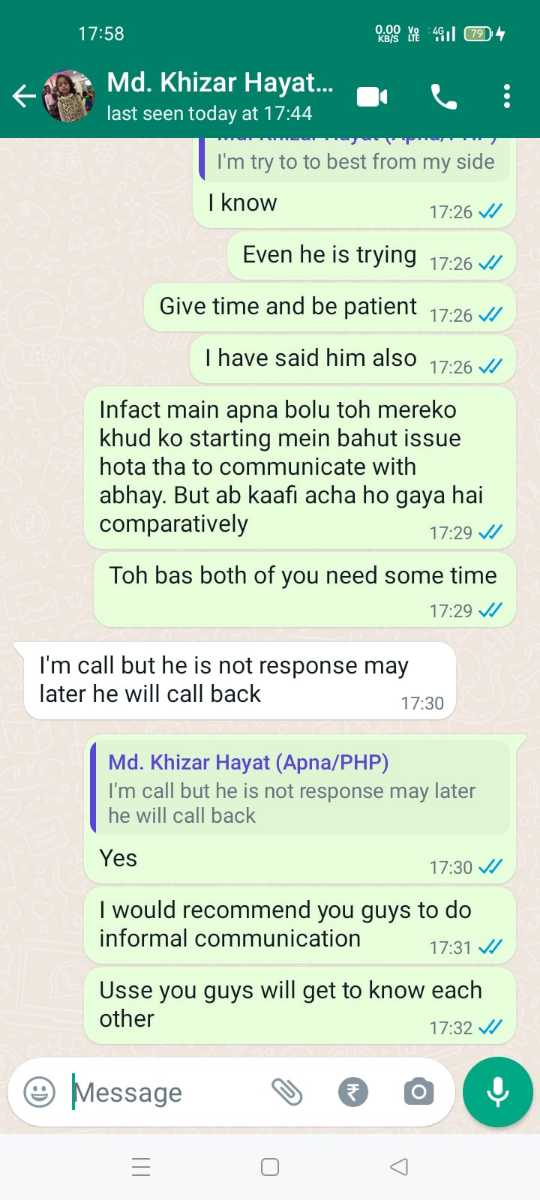 17:58
0.00 KB/S Vo LTE 4G 79
Md. Khizar Hayat...
last seen today at 17:44
I'm try to to best from my side
I know
17:26
Even he is trying 17:26
Give time and be patient 17:26
I have said him also 17:26
Infact main apna bolu toh mereko
khud ko starting mein bahut issue
hota tha to communicate with
abhay. But ab kaafi acha ho gaya hai
comparatively
17:29
Toh bas both of you need some time
17:29
I'm call but he is not response may
later he will call back
17:30
Md. Khizar Hayat (Apna/PHP)
I'm call but he is not response may later
he will call back
Yes
17:30
I would recommend you guys to do
informal communication
17:31
Usse you guys will get to know each
other
17:32
Message
₹